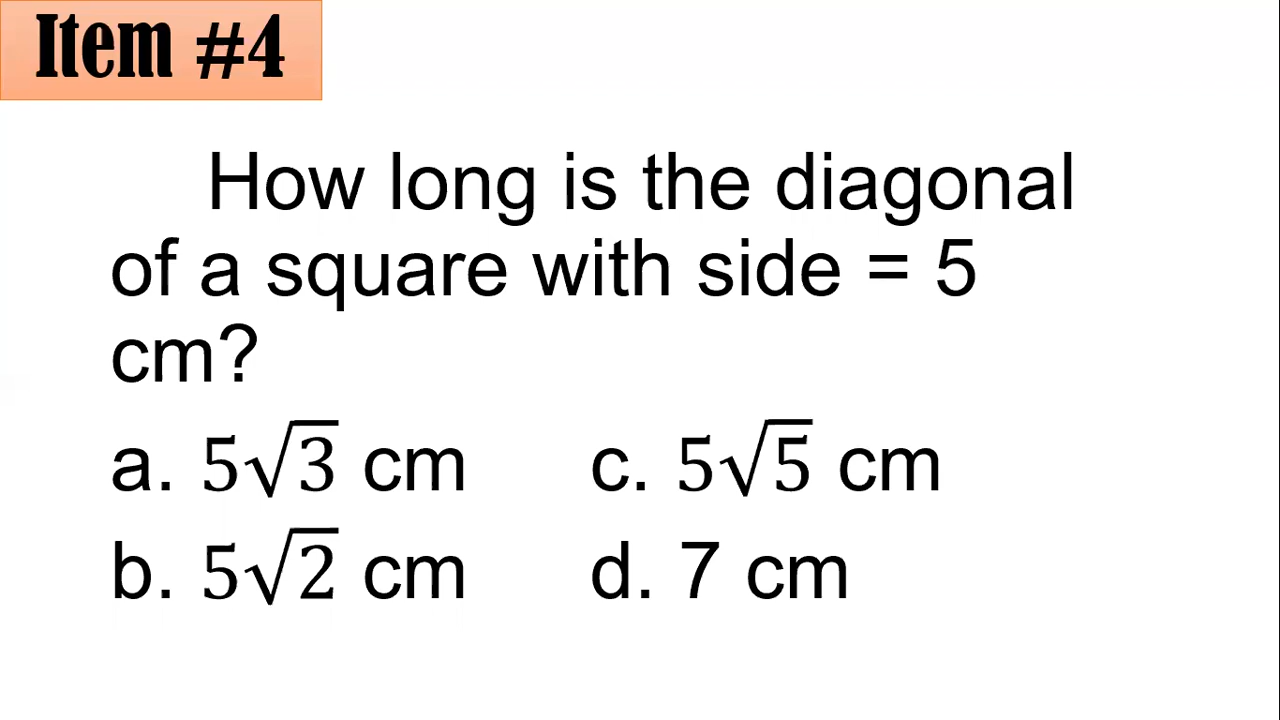 Item #4
How long is the diagonal
of a square with side = 5
cm?
a. 5√3 cm c. 5√5 cm
b. 5√2 cm d. 7 cm